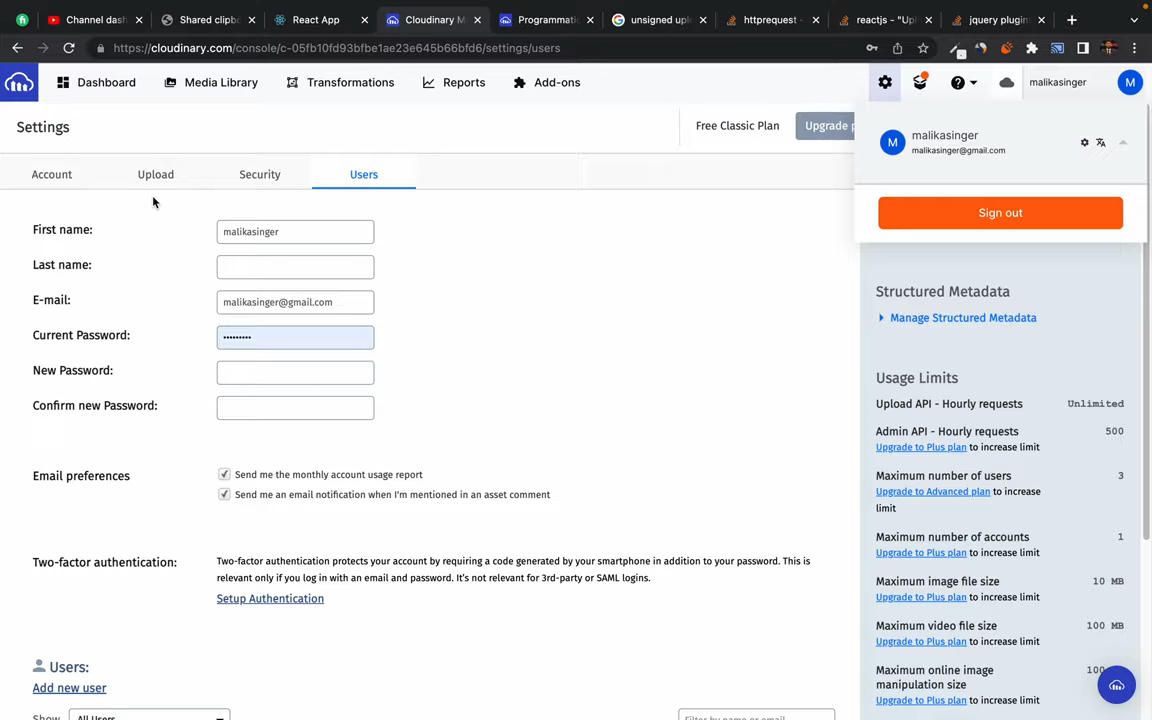 Channel dash
Shared clipb
React App
Cloudinary M
Programmati
unsigned upl
httprequest -
reactjs - "Upl
jquery plugin
https://cloudinary.com/console/c-05fb10fd93bfbe1ae23e645b66bfd6/settings/users
Dashboard
Media Library
Transformations
Reports
Add-ons
malikasinger
M
Settings
Free Classic Plan
Upgrade p
M
malikasinger
malikasinger@gmail.com
Sign out
Account
Upload
Security
Users
First name:
malikasinger
Last name:
E-mail:
malikasinger@gmail.com
Current Password:
•••••••••
New Password:
Confirm new Password:
Email preferences
Send me the monthly account usage report
Send me an email notification when I'm mentioned in an asset comment
Two-factor authentication:
Two-factor authentication protects your account by requiring a code generated by your smartphone in addition to your password. This is
relevant only if you log in with an email and password. It's not relevant for 3rd-party or SAML logins.
Setup Authentication
Users:
Add new user
Show
All Users
Filter by name or email
Structured Metadata
Manage Structured Metadata
Usage Limits
Upload API - Hourly requests
Unlimited
Admin API - Hourly requests
500
Upgrade to Plus plan to increase limit
Maximum number of users
3
Upgrade to Advanced plan to increase
limit
Maximum number of accounts
1
Upgrade to Plus plan to increase limit
Maximum image file size
10 MB
Upgrade to Plus plan to increase limit
Maximum video file size
100 MB
Upgrade to Plus plan to increase limit
Maximum online image
manipulation size
100
Upgrade to Plus plan to increase limit